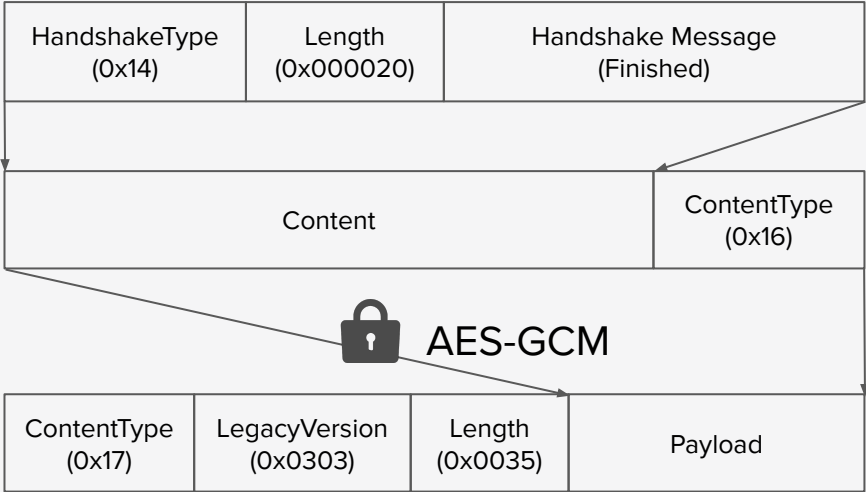 HandshakeType
(0x14)
Length
(0x000020)
Handshake Message
(Finished)
Content
ContentType
(0x16)
AES-GCM
ContentType
(0x17)
LegacyVersion
(0x0303)
Length
(0x0035)
Payload